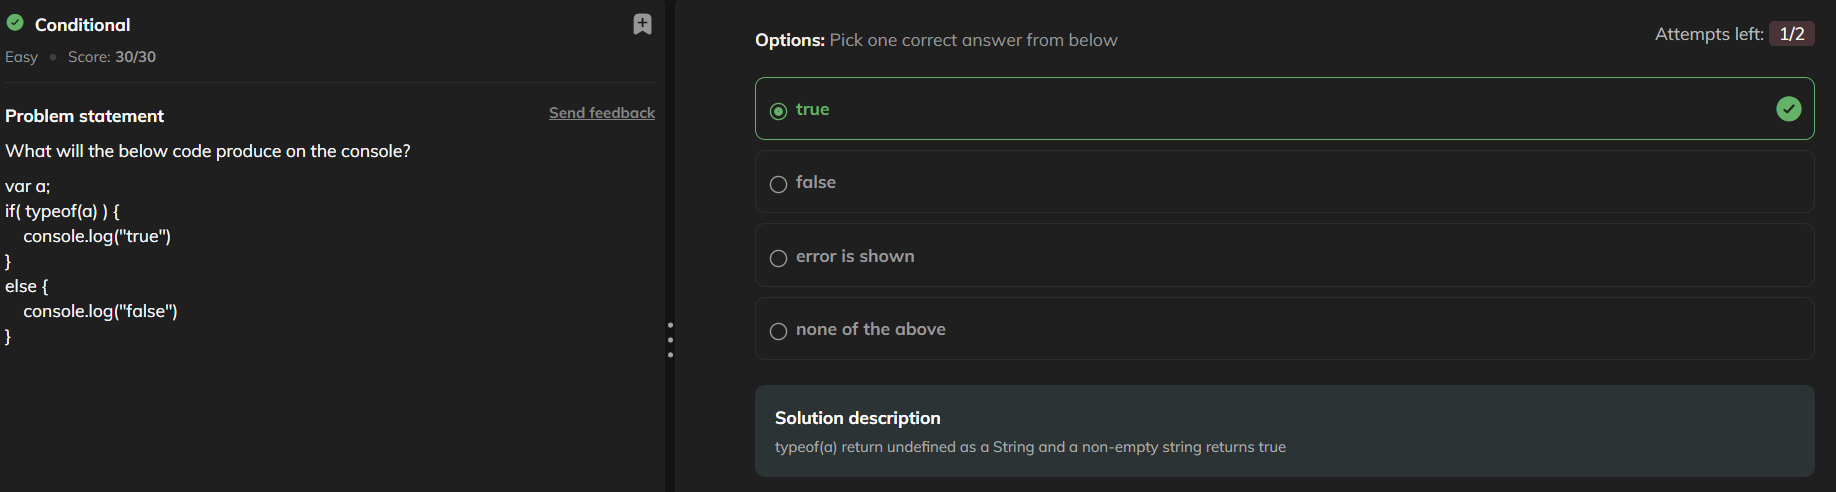 Conditional
Easy • Score: 30/30
Problem statement
Send feedback
What will the below code produce on the console?
var a;
if( typeof(a) ) {
console.log("true")
}
else {
console.log("false")
}
Options: Pick one correct answer from below
Attempts left: 1/2
true
false
error is shown
none of the above
Solution description
typeof(a) return undefined as a String and a non-empty string returns true